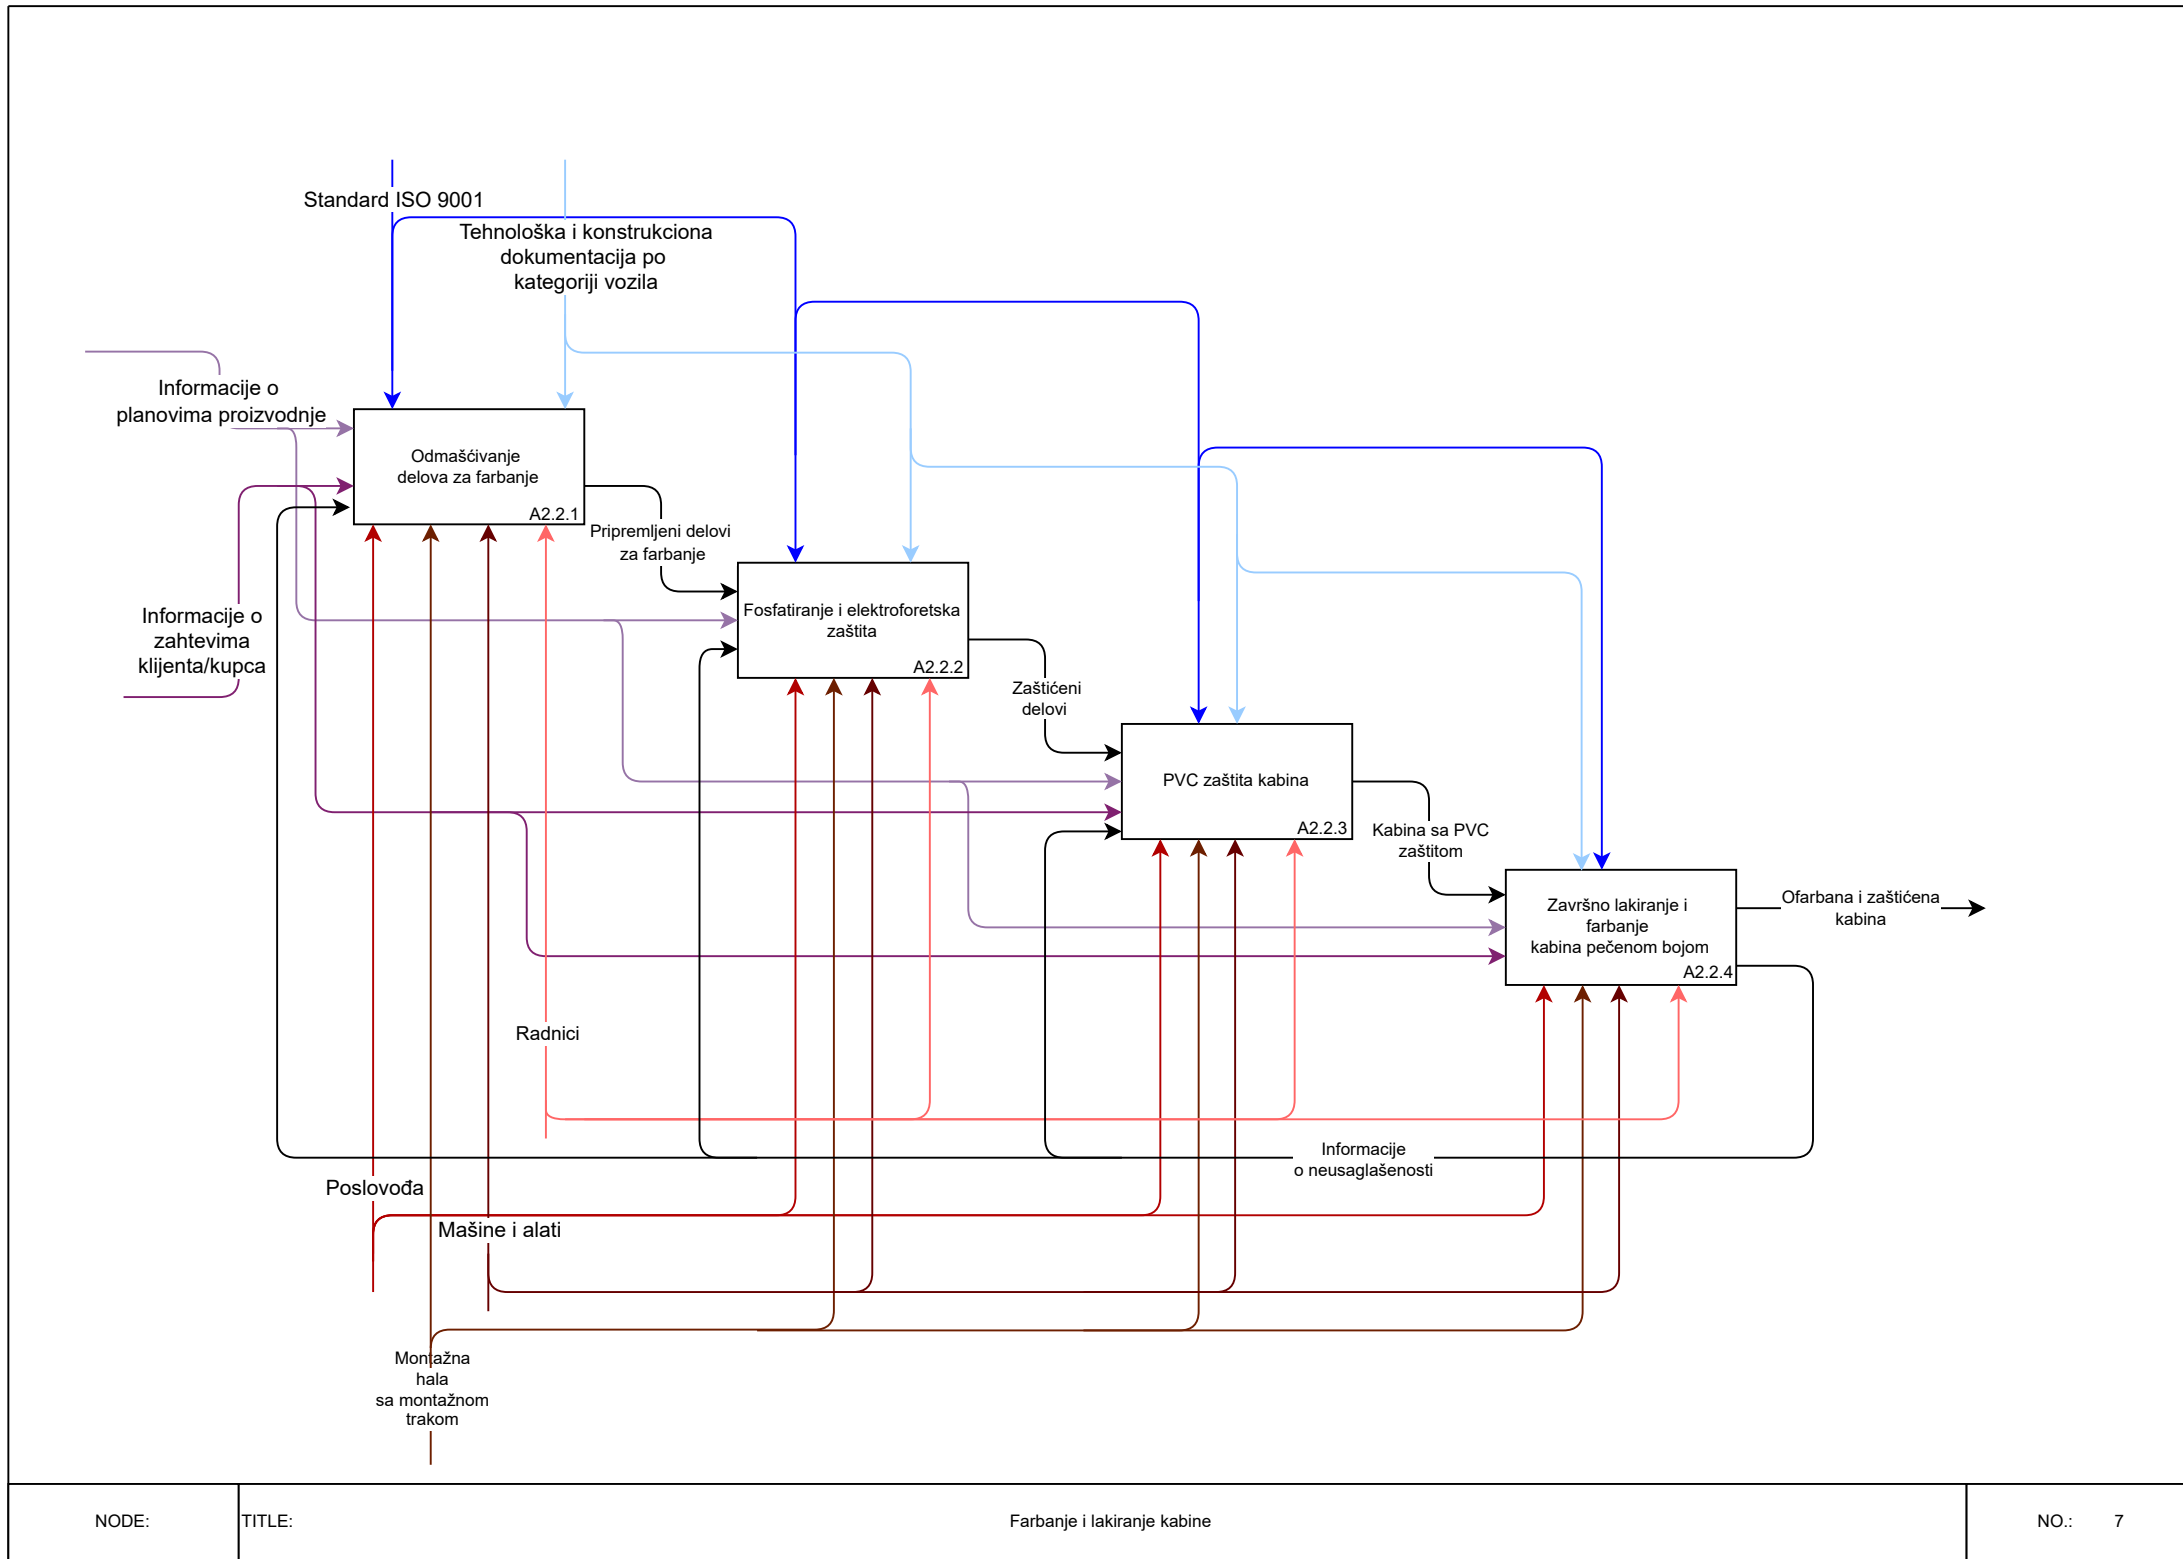 Standard ISO 9001
Tehnološka i konstrukciona
dokumentacija po
kategoriji vozila
Informacije o
planovima proizvodnje
Odmašćivanje
delova za farbanje
A2.2.1
Pripremljeni delovi
za farbanje
Informacije o
zahtevima
klijenta/kupca
Fosfatiranje i elektroforetska
zaštita
A2.2.2
Zaštićeni
delovi
PVC zaštita kabina
A2.2.3
Kabina sa PVC
zaštitom
Završno lakiranje i
farbanje
kabina pečenom bojom
A2.2.4
Ofarbana i zaštićena
kabina
Radnici
Informacije
o neusaglašenosti
Poslovođa
Mašine i alati
Montažna
hala
sa montažnom
trakom
NODE:
TITLE:
Farbanje i lakiranje kabine
NO.: 7